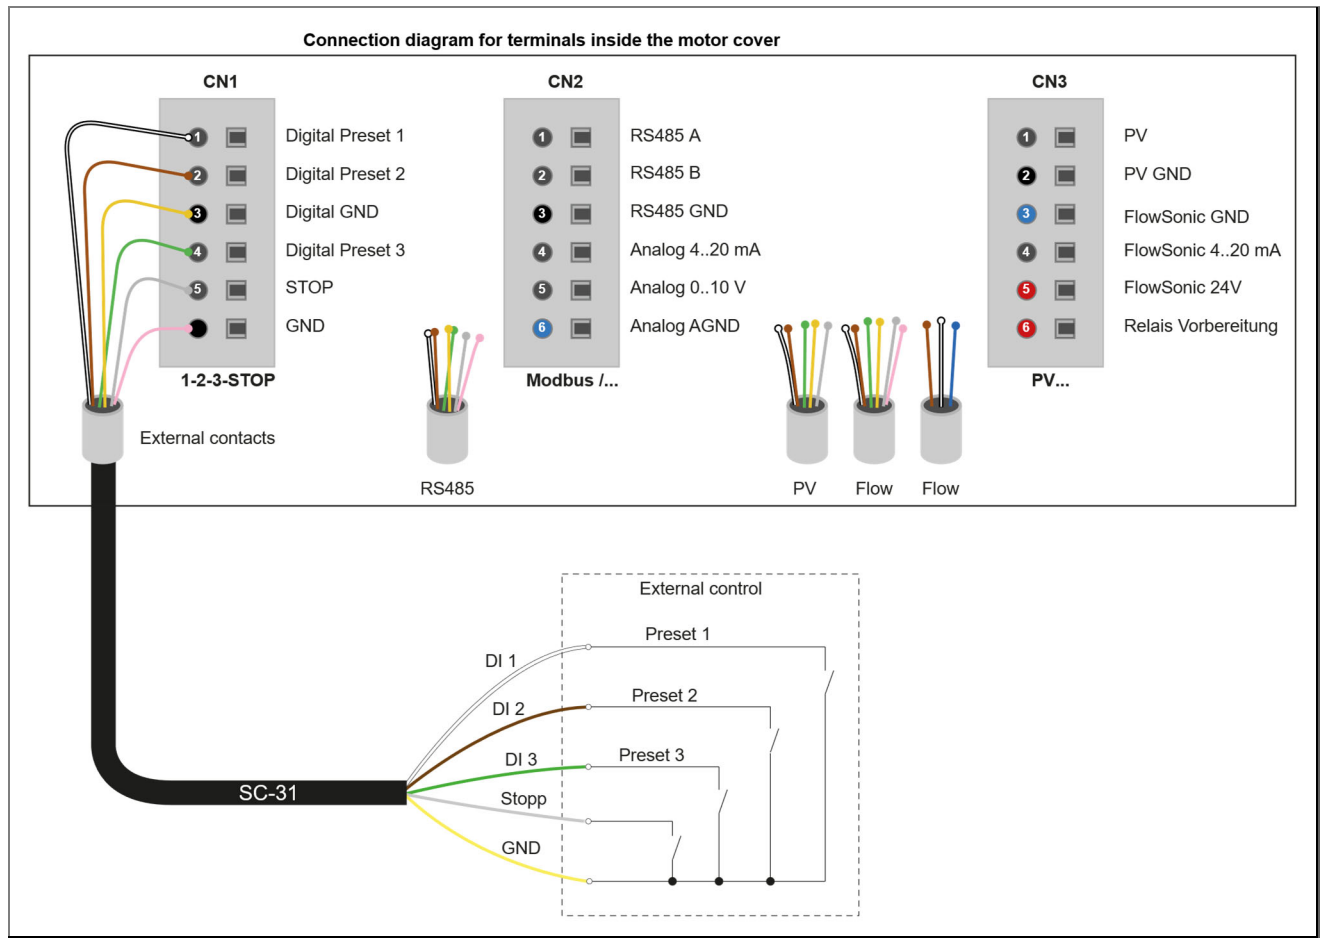 Connection diagram for terminals inside the motor cover
CN1
1 Digital Preset 1
2 Digital Preset 2
3 Digital GND
4 Digital Preset 3
5 STOP
GND
1-2-3-STOP
External contacts
CN2
1 RS485 A
2 RS485 B
3 RS485 GND
4 Analog 4..20 mA
5 Analog 0..10 V
6 Analog AGND
Modbus /...
RS485
CN3
1 PV
2 PV GND
3 FlowSonic GND
4 FlowSonic 4..20 mA
5 FlowSonic 24V
6 Relais Vorbereitung
PV...
PV
Flow
Flow
External control
Preset 1
DI 1
Preset 2
DI 2
Preset 3
DI 3
Stopp
GND
SC-31